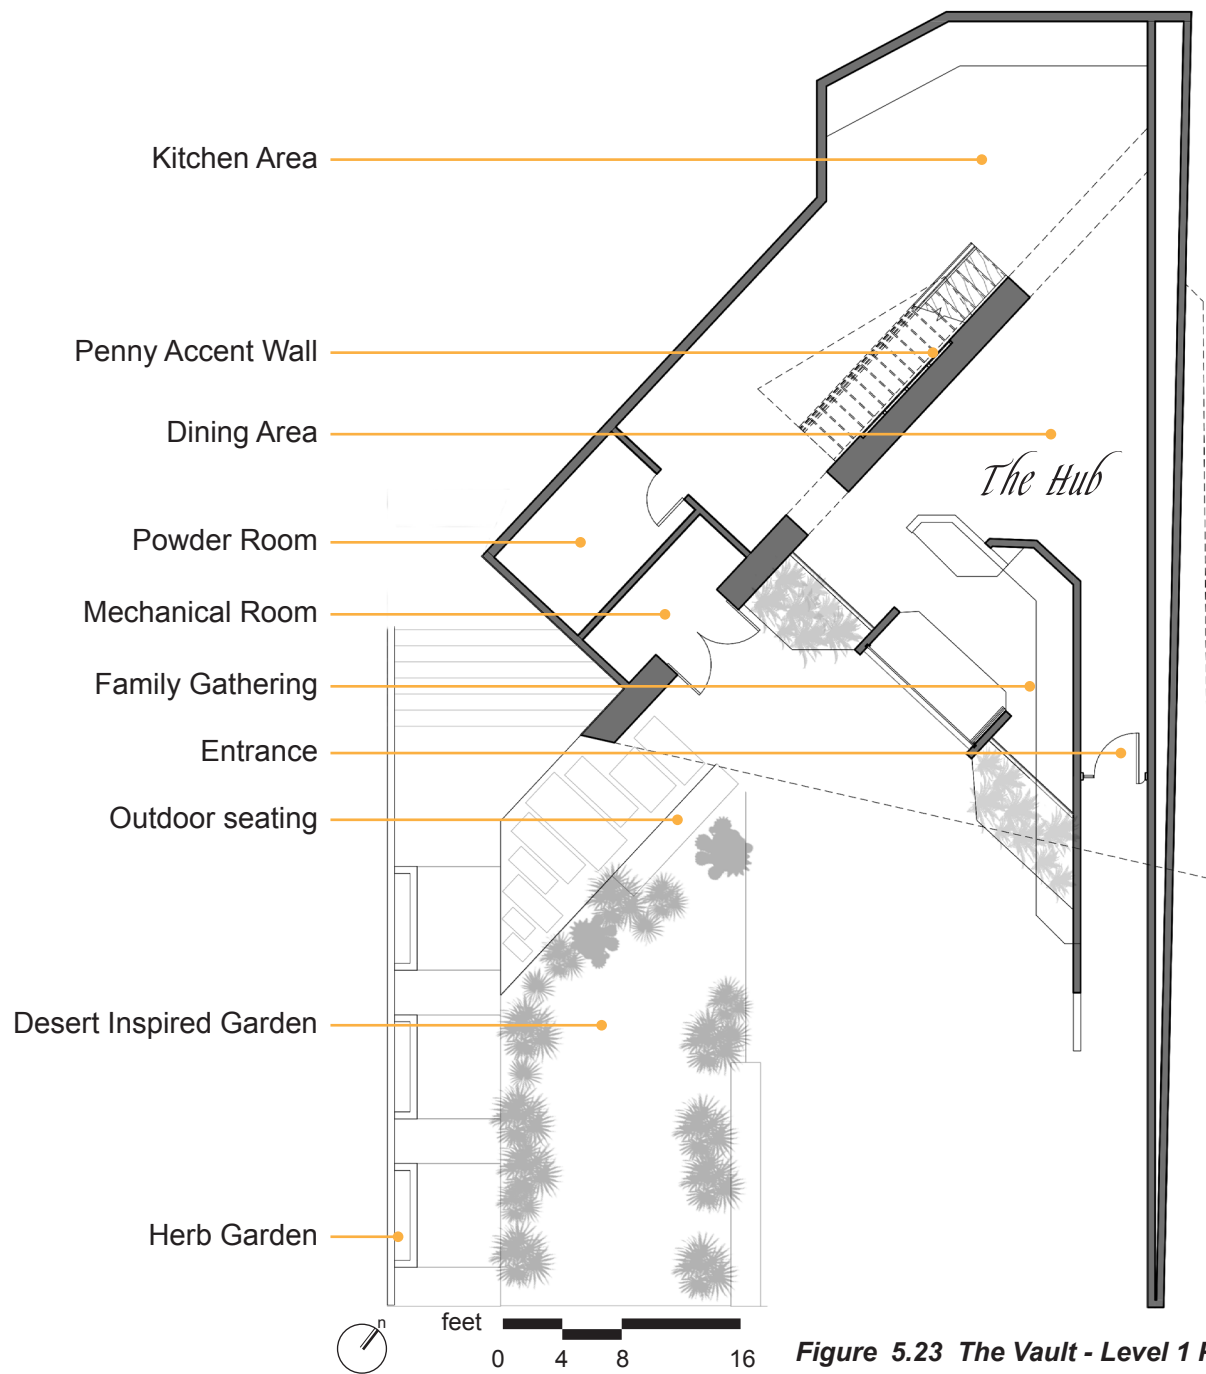 Kitchen Area
Penny Accent Wall
Dining Area
The Hub
Powder Room
Mechanical Room
Family Gathering
Entrance
Outdoor seating
Desert Inspired Garden
Herb Garden
n
feet
0 4 8 16
Figure 5.23 The Vault - Level 1